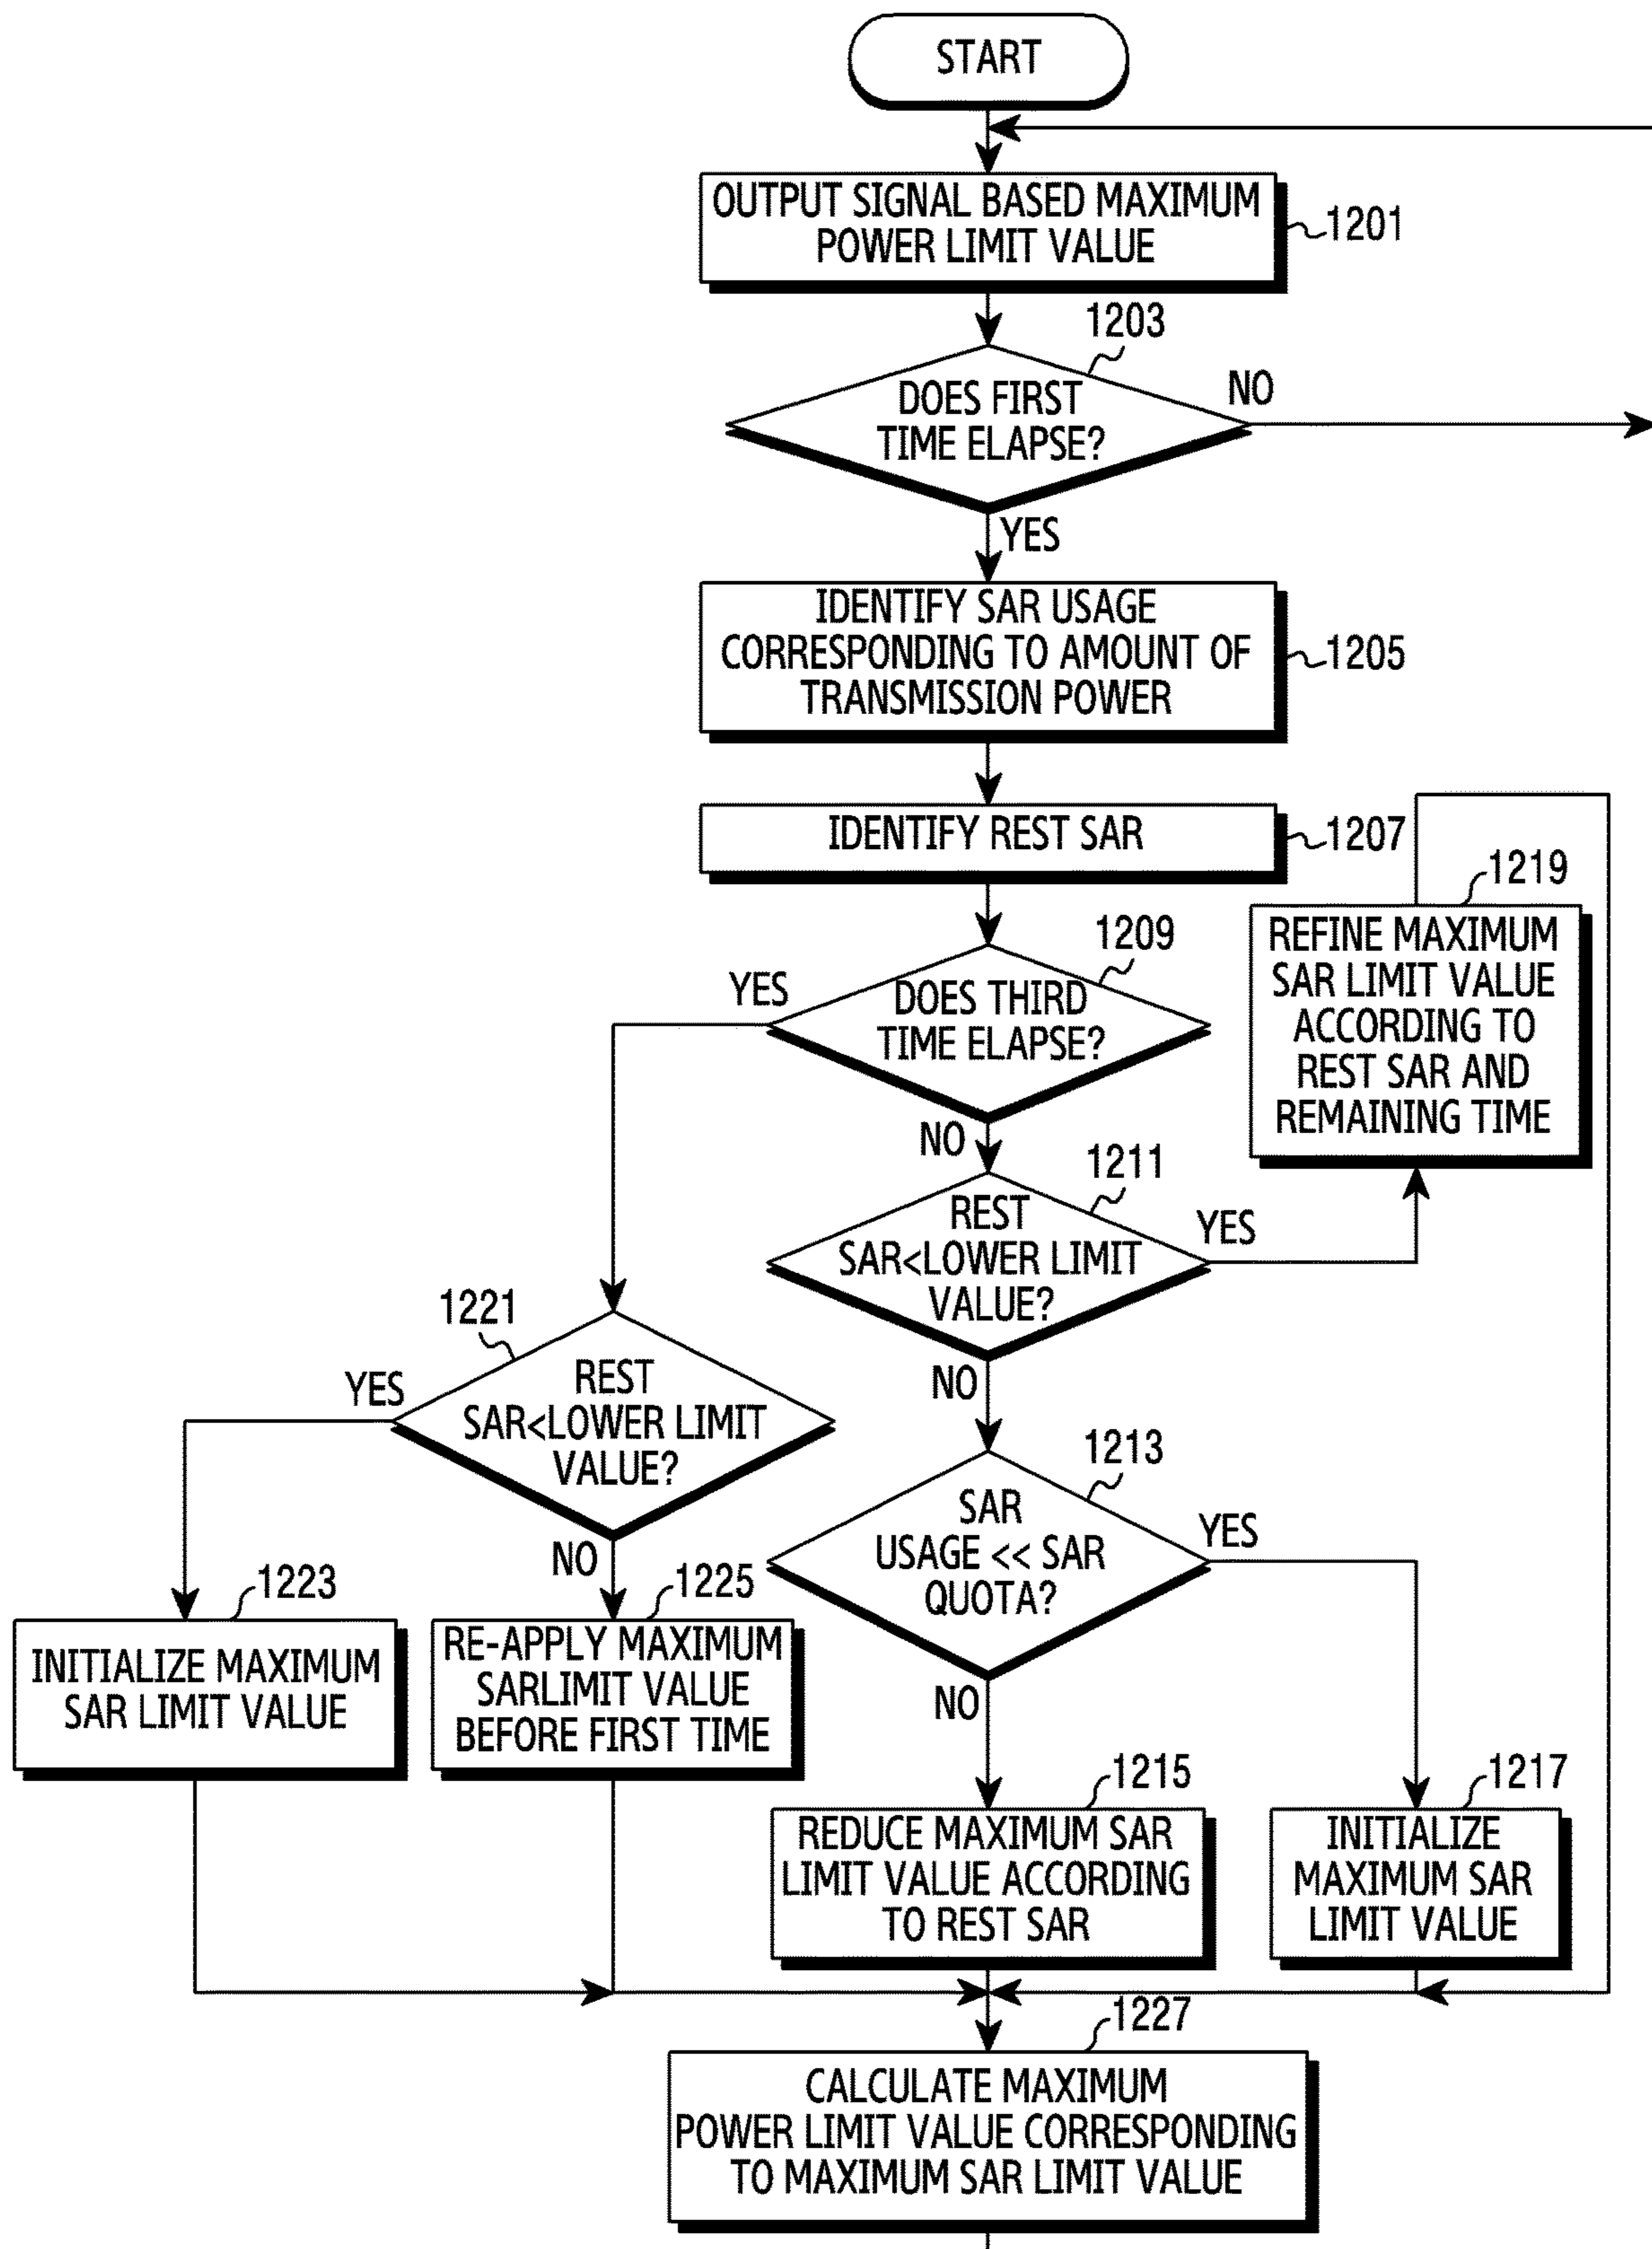 START
OUTPUT SIGNAL BASED MAXIMUM
POWER LIMIT VALUE
1201
1203
DOES FIRST
TIME ELAPSE?
NO
YES
IDENTIFY SAR USAGE
CORRESPONDING TO AMOUNT OF
TRANSMISSION POWER
1205
IDENTIFY REST SAR
1207
1209
DOES THIRD
TIME ELAPSE?
YES
NO
1219
REFINE MAXIMUM
SAR LIMIT VALUE
ACCORDING TO
REST SAR AND
REMAINING TIME
1211
REST
SAR<LOWER LIMIT
VALUE?
YES
NO
1221
REST
SAR<LOWER LIMIT
VALUE?
YES
NO
1213
SAR
USAGE << SAR
QUOTA?
YES
NO
1223
INITIALIZE MAXIMUM
SAR LIMIT VALUE
1225
RE-APPLY MAXIMUM
SARLIMIT VALUE
BEFORE FIRST TIME
1215
REDUCE MAXIMUM SAR
LIMIT VALUE ACCORDING
TO REST SAR
1217
INITIALIZE
MAXIMUM SAR
LIMIT VALUE
1227
CALCULATE MAXIMUM
POWER LIMIT VALUE CORRESPONDING
TO MAXIMUM SAR LIMIT VALUE